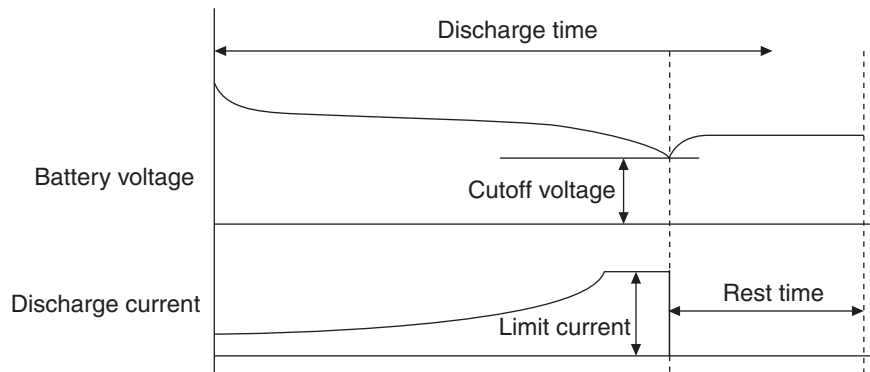 Discharge time
Battery voltage
Cutoff voltage
Discharge current
Limit current
Rest time